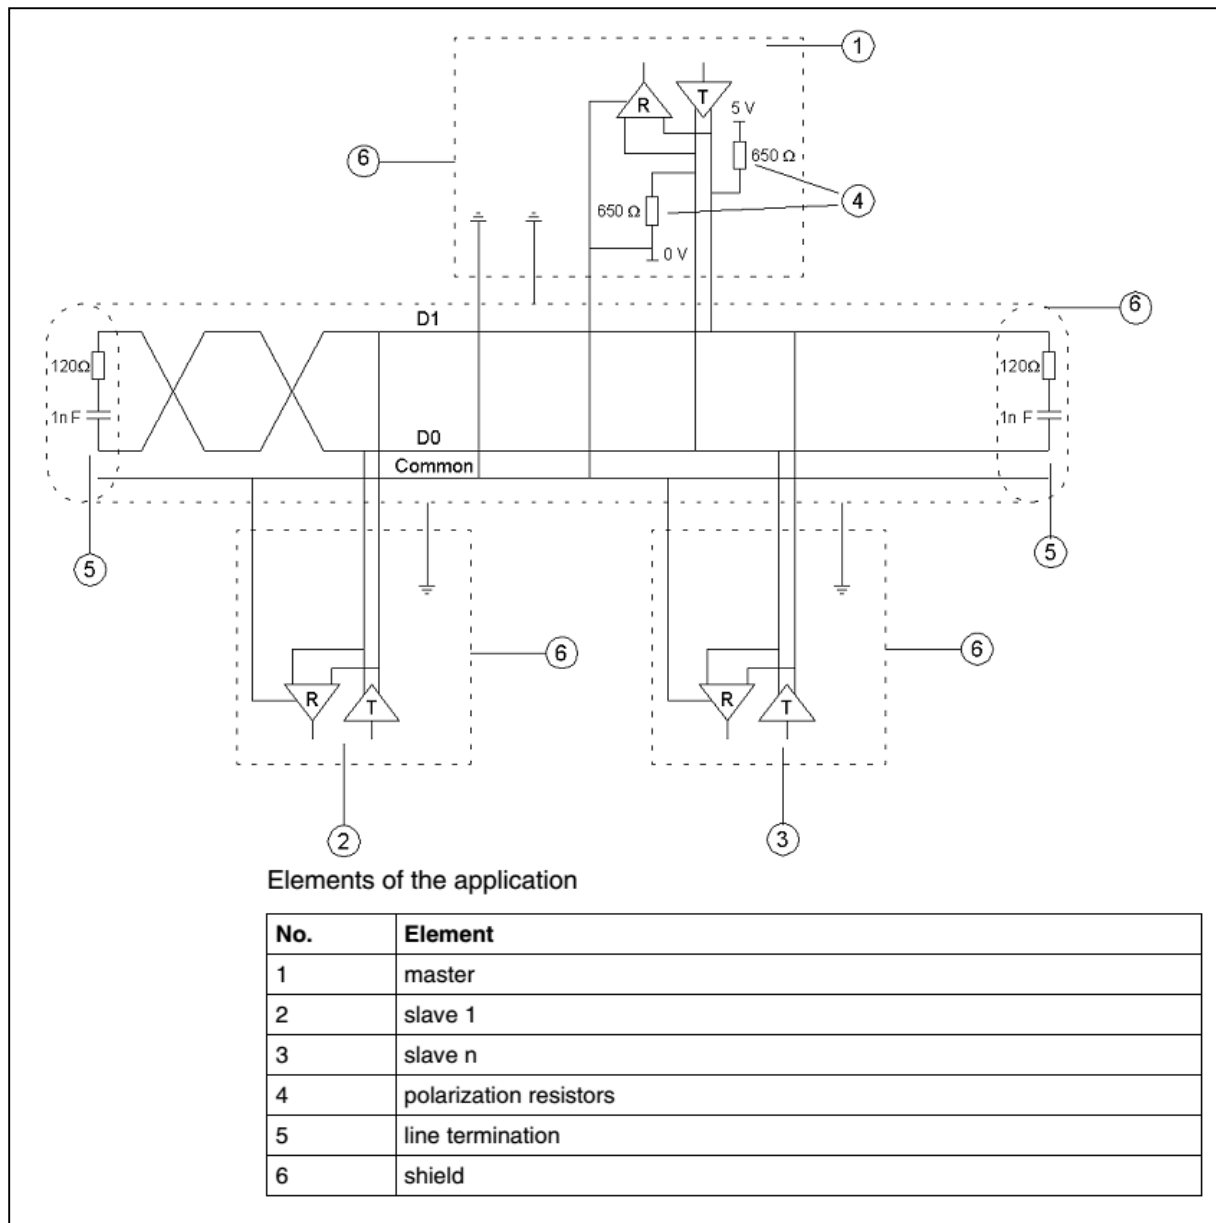 1
R
T
5 V
6
650 Ω
650 Ω
4
0 V
6
D1
120Ω
120Ω
1n F
1n F
D0
Common
5
5
6
6
R
T
R
T
2
3
Elements of the application
No. Element
1 master
2 slave 1
3 slave n
4 polarization resistors
5 line termination
6 shield